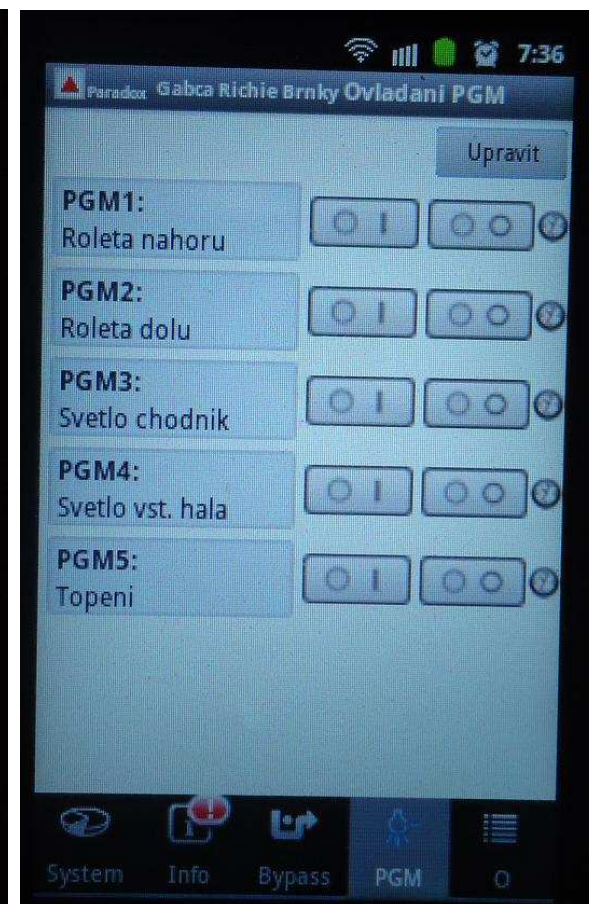 7:36
Paradox Gabca Richie Brnky Ovladani PGM
Upravit
PGM1:
Roleta nahoru
PGM2:
Roleta dolu
PGM3:
Svetlo chodnik
PGM4:
Svetlo vst. hala
PGM5:
Topeni
System Info Bypass PGM O